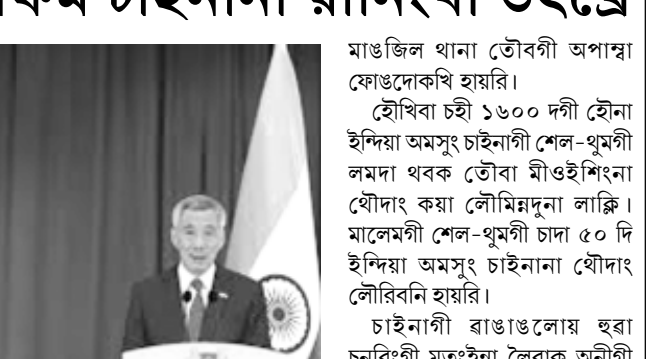 চাইনানা
মাঙজিল থানা তৌবগী অপাম্বা
ফোঙদোকখি হায়রি।
হৌখিবা চহী ১৬০০ দগী হৌনা
ইন্দিয়া অমসুং চাইনাগী শেল-থুমগী
লমদা থবক তৌবা মীওইশিংনা
থৌদাং কয়া লৌমিন্নদুনা লাক্লি।
মালেমগী শেল-থুমগী চাদা ৫০ দি
ইন্দিয়া অমসুং চাইনানা থৌদাং
লৌরিবনি হায়রি।
চাইনাগী ৱাঙাঙলোয় হুৱা